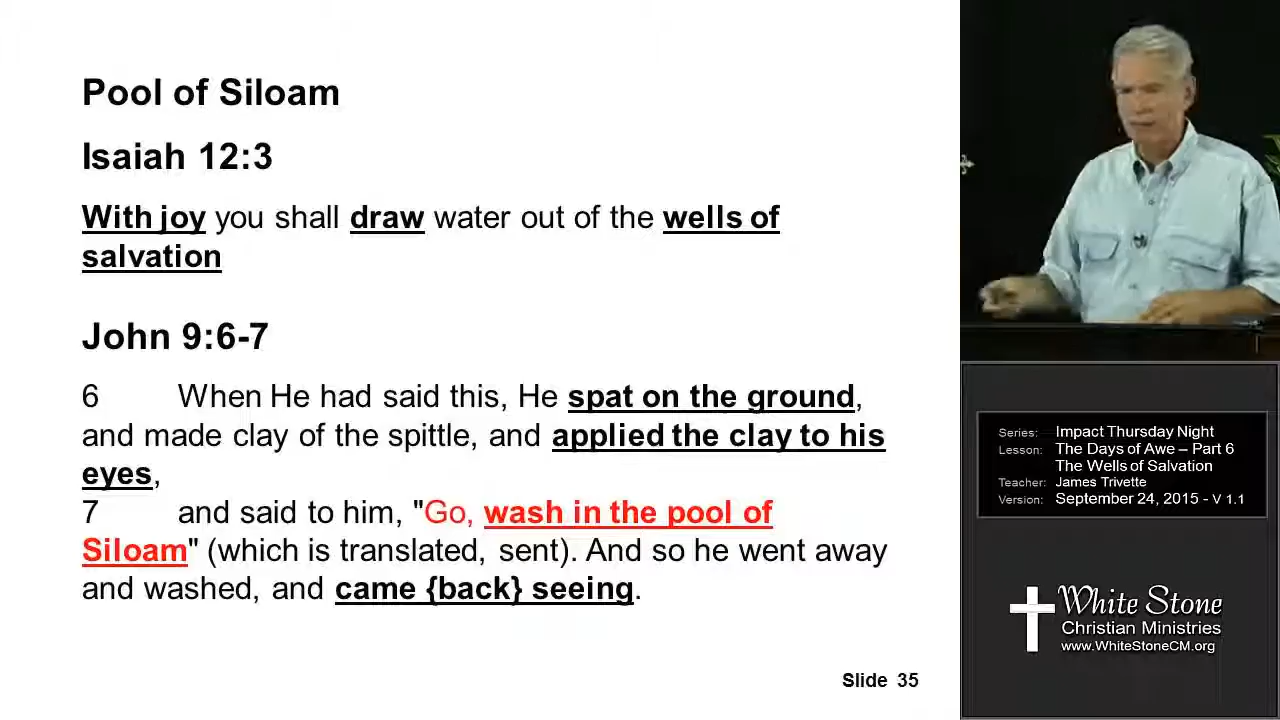 Pool of Siloam
Isaiah 12:3
With joy you shall draw water out of the wells of
salvation
John 9:6-7
6 When He had said this, He spat on the ground,
and made clay of the spittle, and applied the clay to his
eyes,
7 and said to him, "Go, wash in the pool of
Siloam" (which is translated, sent). And so he went away
and washed, and came {back} seeing.
Slide 35
Series: Impact Thursday Night
Lesson: The Days of Awe – Part 6
The Wells of Salvation
Teacher: James Trivette
Version: September 24, 2015 - V 1.1
White Stone
Christian Ministries
www.WhiteStoneCM.org